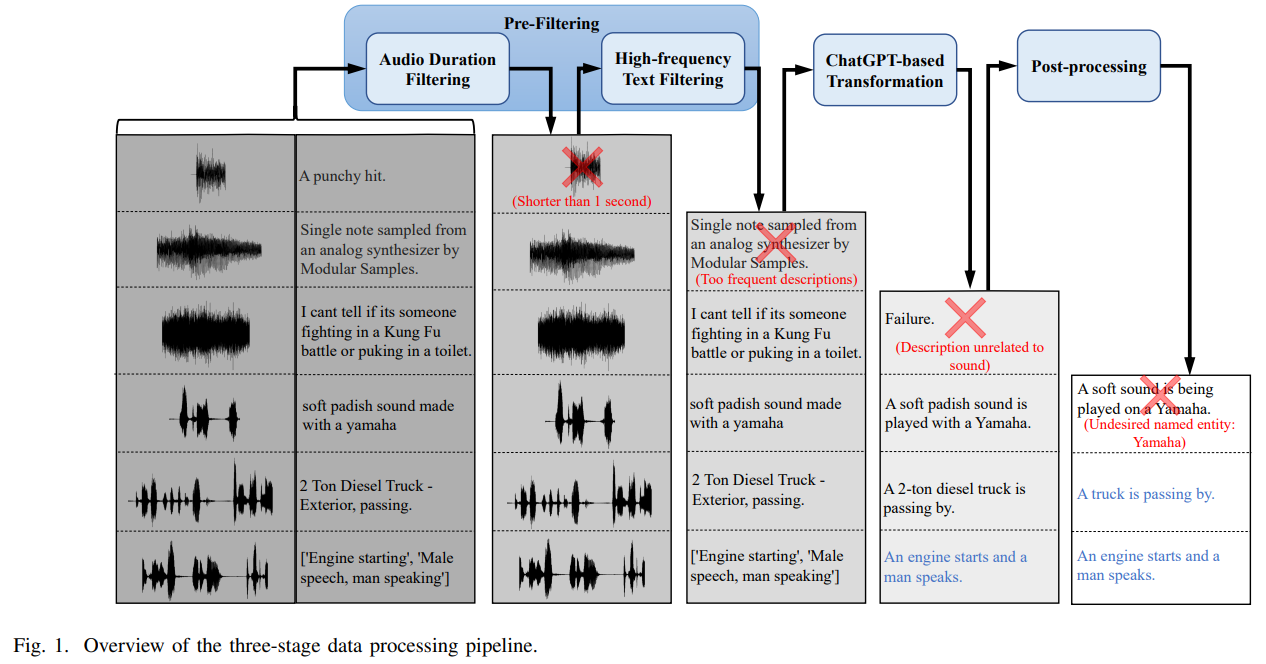 Pre-Filtering
Audio Duration
Filtering
High-frequency
Text Filtering
ChatGPT-based
Transformation
Post-processing
A punchy hit.
Single note sampled from
an analog synthesizer by
Modular Samples.
I cant tell if its someone
fighting in a Kung Fu
battle or puking in a toilet.
soft padish sound made
with a yamaha
2 Ton Diesel Truck -
Exterior, passing.
['Engine starting', 'Male
speech, man speaking']
(Shorter than 1 second)
Single note sampled from
an analog synthesizer by
Modular Samples.
(Too frequent descriptions)
I cant tell if its someone
fighting in a Kung Fu
battle or puking in a toilet.
soft padish sound made
with a yamaha
2 Ton Diesel Truck -
Exterior, passing.
['Engine starting', 'Male
speech, man speaking']
Failure.
(Description unrelated to
sound)
A soft padish sound is
played with a Yamaha.
A 2-ton diesel truck is
passing by.
An engine starts and a
man speaks.
A soft sound is being
played on a Yamaha.
(Undesired named entity:
Yamaha)
A truck is passing by.
An engine starts and a
man speaks.
Fig. 1. Overview of the three-stage data processing pipeline.